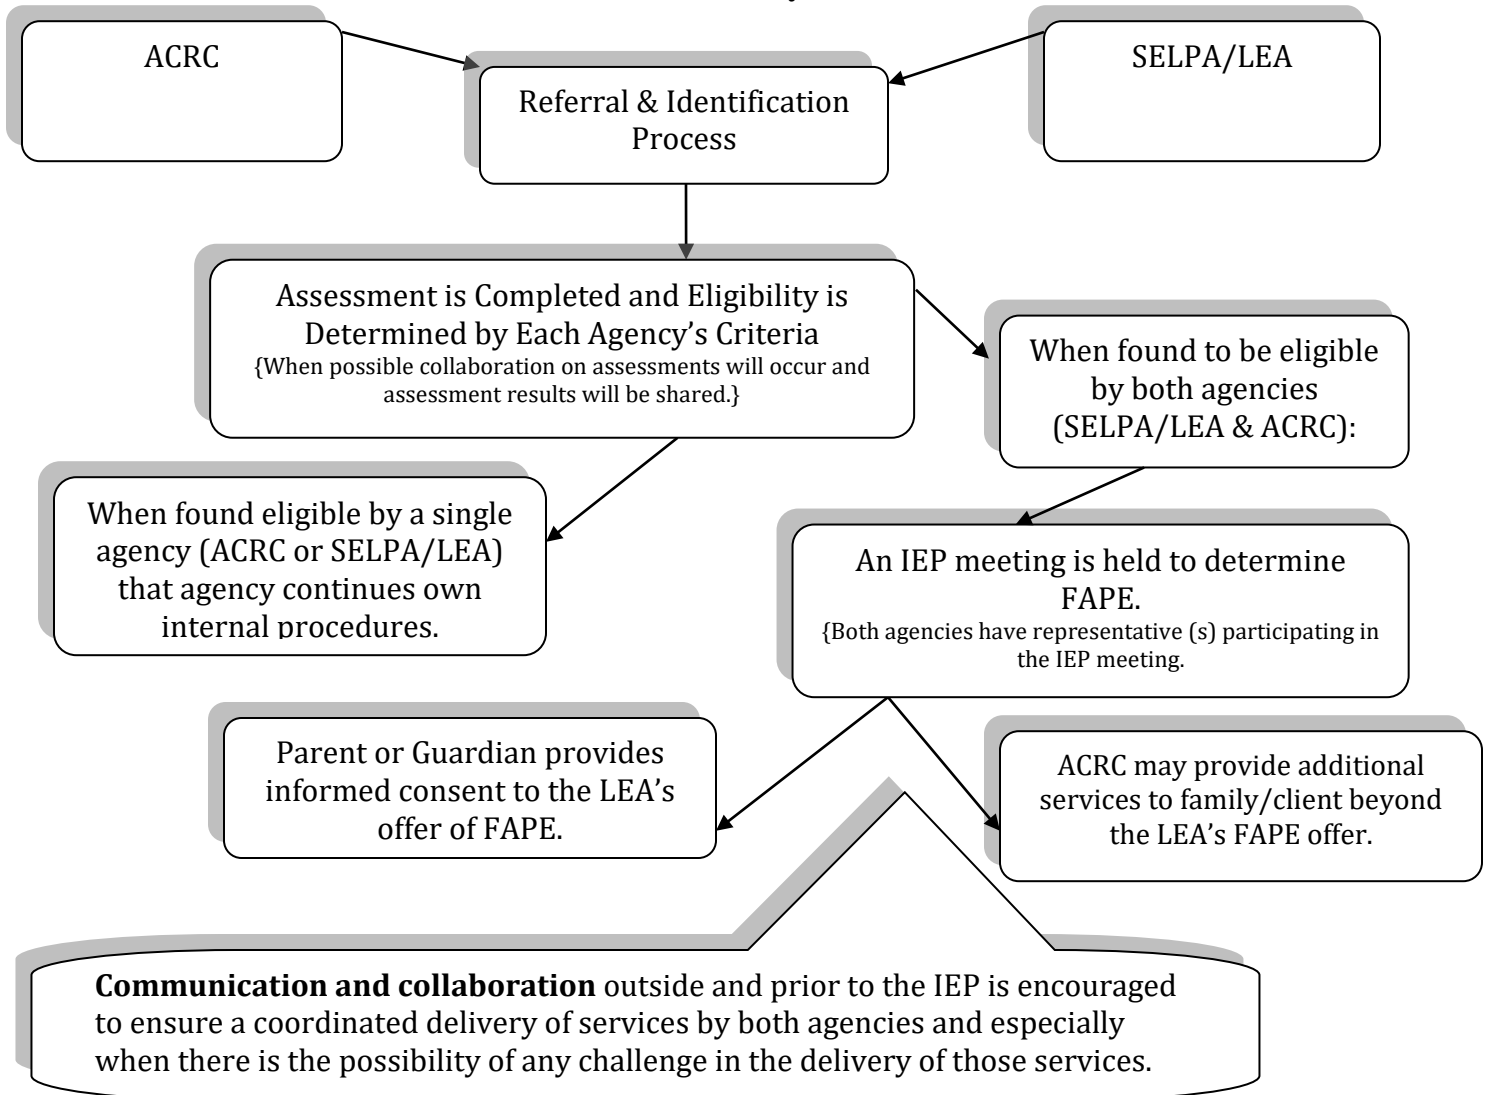 ACRC
SELPA/LEA
Referral & Identification
Process
Assessment is Completed and Eligibility is
Determined by Each Agency’s Criteria
{When possible collaboration on assessments will occur and
assessment results will be shared.}
When found to be eligible
by both agencies
(SELPA/LEA & ACRC):
When found eligible by a single
agency (ACRC or SELPA/LEA)
that agency continues own
internal procedures.
An IEP meeting is held to determine
FAPE.
{Both agencies have representative (s) participating in
the IEP meeting.
Parent or Guardian provides
informed consent to the LEA’s
offer of FAPE.
ACRC may provide additional
services to family/client beyond
the LEA’s FAPE offer.
Communication and collaboration outside and prior to the IEP is encouraged
to ensure a coordinated delivery of services by both agencies and especially
when there is the possibility of any challenge in the delivery of those services.